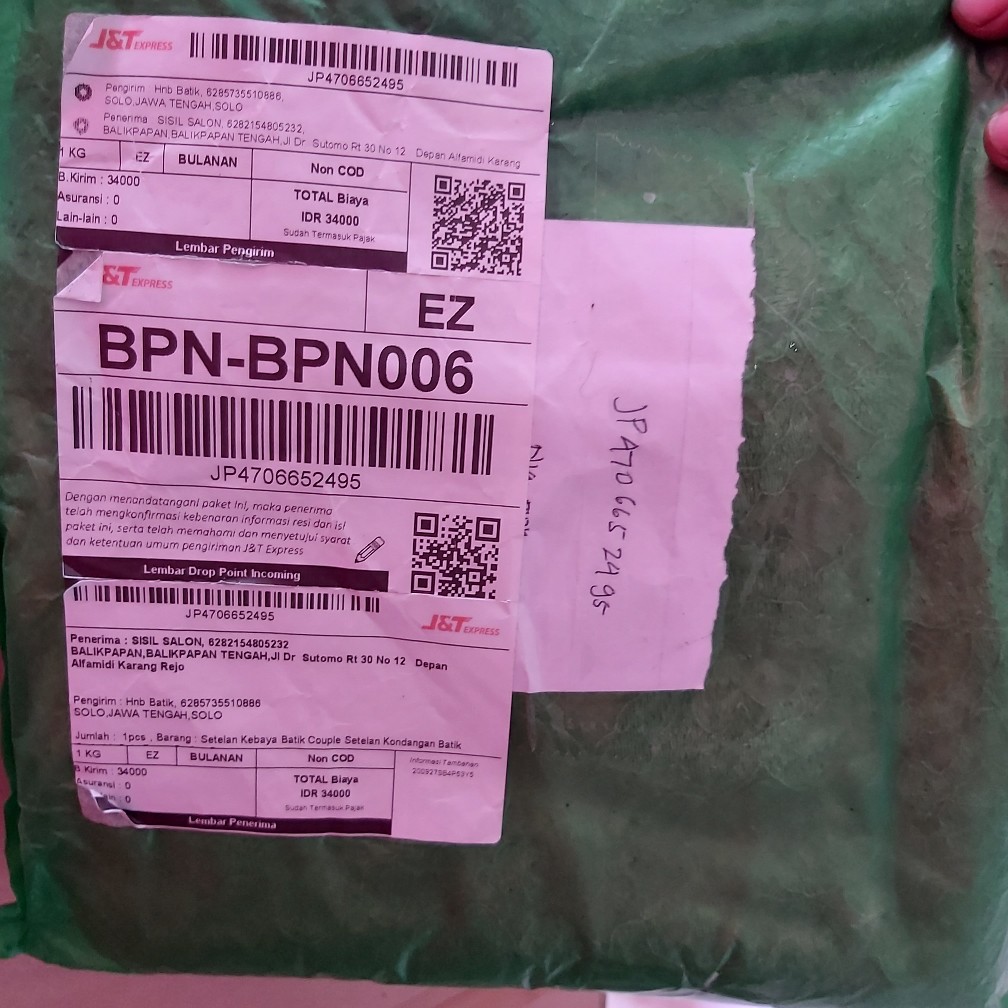 J&T EXPRESS
JP4706652495
Pengirim : Hnb Batik, 6285735510886,
SOLO,JAWA TENGAH,SOLO
Penerima : SISIL SALON, 6282154805232,
BALIKPAPAN,BALIKPAPAN TENGAH,Jl Dr Sutomo Rt 30 No 12 Depan Alfamidi Karang
1 KG EZ BULANAN Non COD
B.Kirim : 34000
Asuransi : 0
Lain-lain : 0
TOTAL Biaya
IDR 34000
Sudah Termasuk Pajak
Lembar Pengirim
J&T EXPRESS
EZ
BPN-BPN006
JP4706652495
Dengan menandatangani paket ini, maka penerima
telah mengkonfirmasi kebenaran informasi resi dan isi
paket ini, serta telah memahami dan menyetujui syarat
dan ketentuan umum pengiriman J&T Express
Lembar Drop Point Incoming
JP4706652495
J&T EXPRESS
Penerima : SISIL SALON, 6282154805232
BALIKPAPAN,BALIKPAPAN TENGAH,Jl Dr Sutomo Rt 30 No 12 Depan
Alfamidi Karang Rejo
Pengirim : Hnb Batik, 6285735510886
SOLO,JAWA TENGAH,SOLO
Jumlah : 1pcs , Barang : Setelan Kebaya Batik Couple Setelan Kondangan Batik
1 KG EZ BULANAN Non COD
B Kirim : 34000
Asuransi : 0
: 0
TOTAL Biaya
IDR 34000
Sudah Termasuk Pajak
Informasi Tambahan
Lembar Penerima
JP4706652495